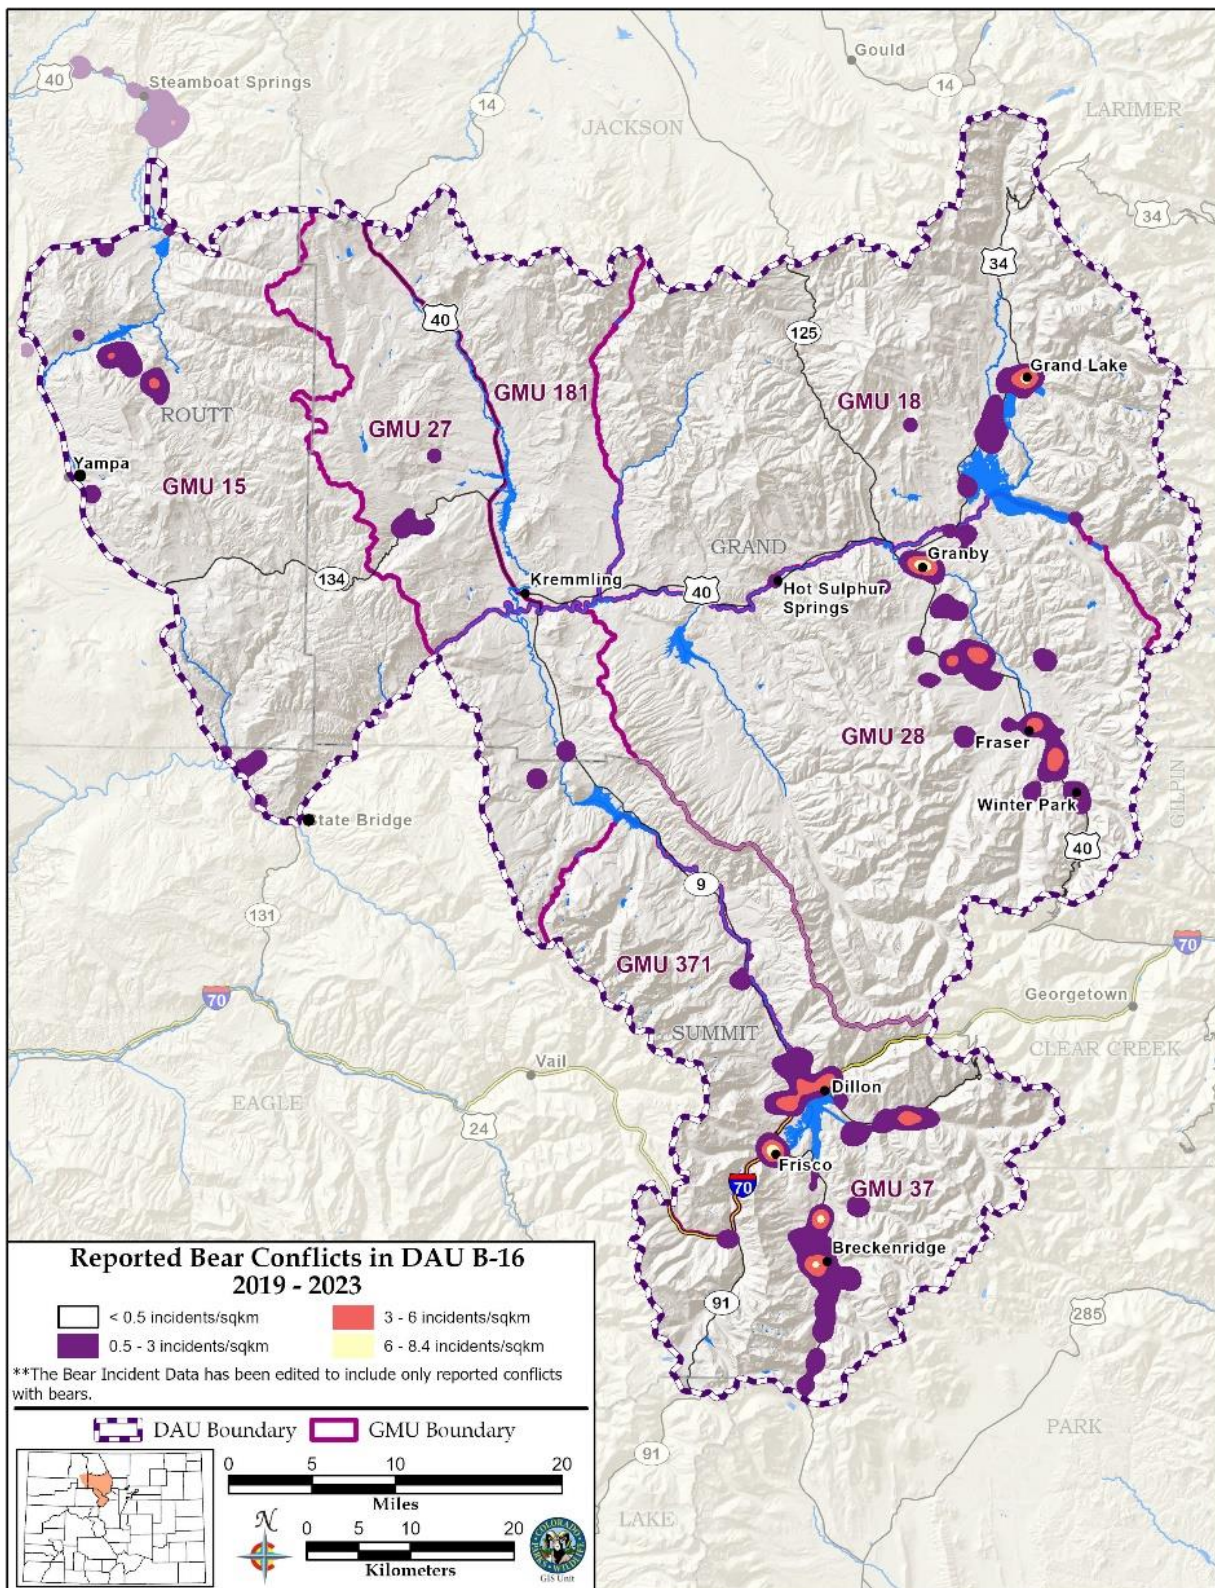 Gould
40
Steamboat Springs
14
14
LARIMER
JACKSON
34
34
40
125
Grand Lake
GMU 181
GMU 18
GMU 27
ROUTT
Yampa
GMU 15
GRAND
Granby
134
Kremmling
40
Hot Sulphur
Springs
GMU 28
Fraser
GILPIN
Winter Park
State Bridge
40
9
131
70
GMU 371
70
Georgetown
SUMMIT
CLEAR CREEK
Vail
Dillon
EAGLE
24
Frisco
70
GMU 37
Breckenridge
91
285
PARK
91
LAKE
Reported Bear Conflicts in DAU B-16
2019 - 2023
< 0.5 incidents/sqkm
3 - 6 incidents/sqkm
0.5 - 3 incidents/sqkm
6 - 8.4 incidents/sqkm
**The Bear Incident Data has been edited to include only reported conflicts
with bears.
DAU Boundary
GMU Boundary
0 5 10 20
Miles
N
0 5 10 20
Kilometers
COLORADO
PARKS WILDLIFE
GIS Unit